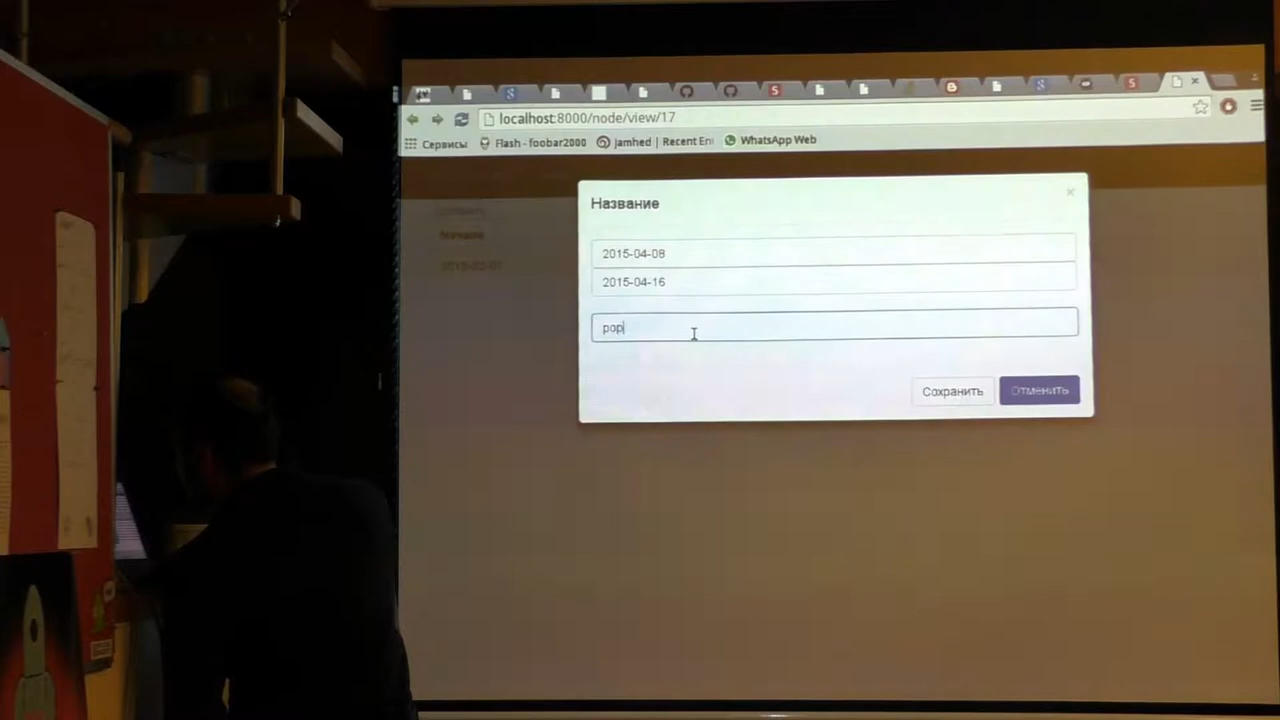 localhost:8000/node/view/17
Сервисы Flash - foobar2000 Jamhed | Recent En WhatsApp Web
Название
2015-04-08
2015-04-16
pop
Сохранить Отменить